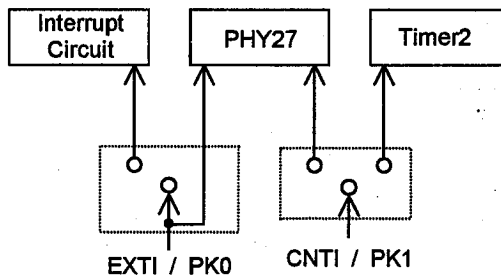 Interrupt
Circuit
PHY27
Timer2
EXTI / PK0
CNTI / PK1